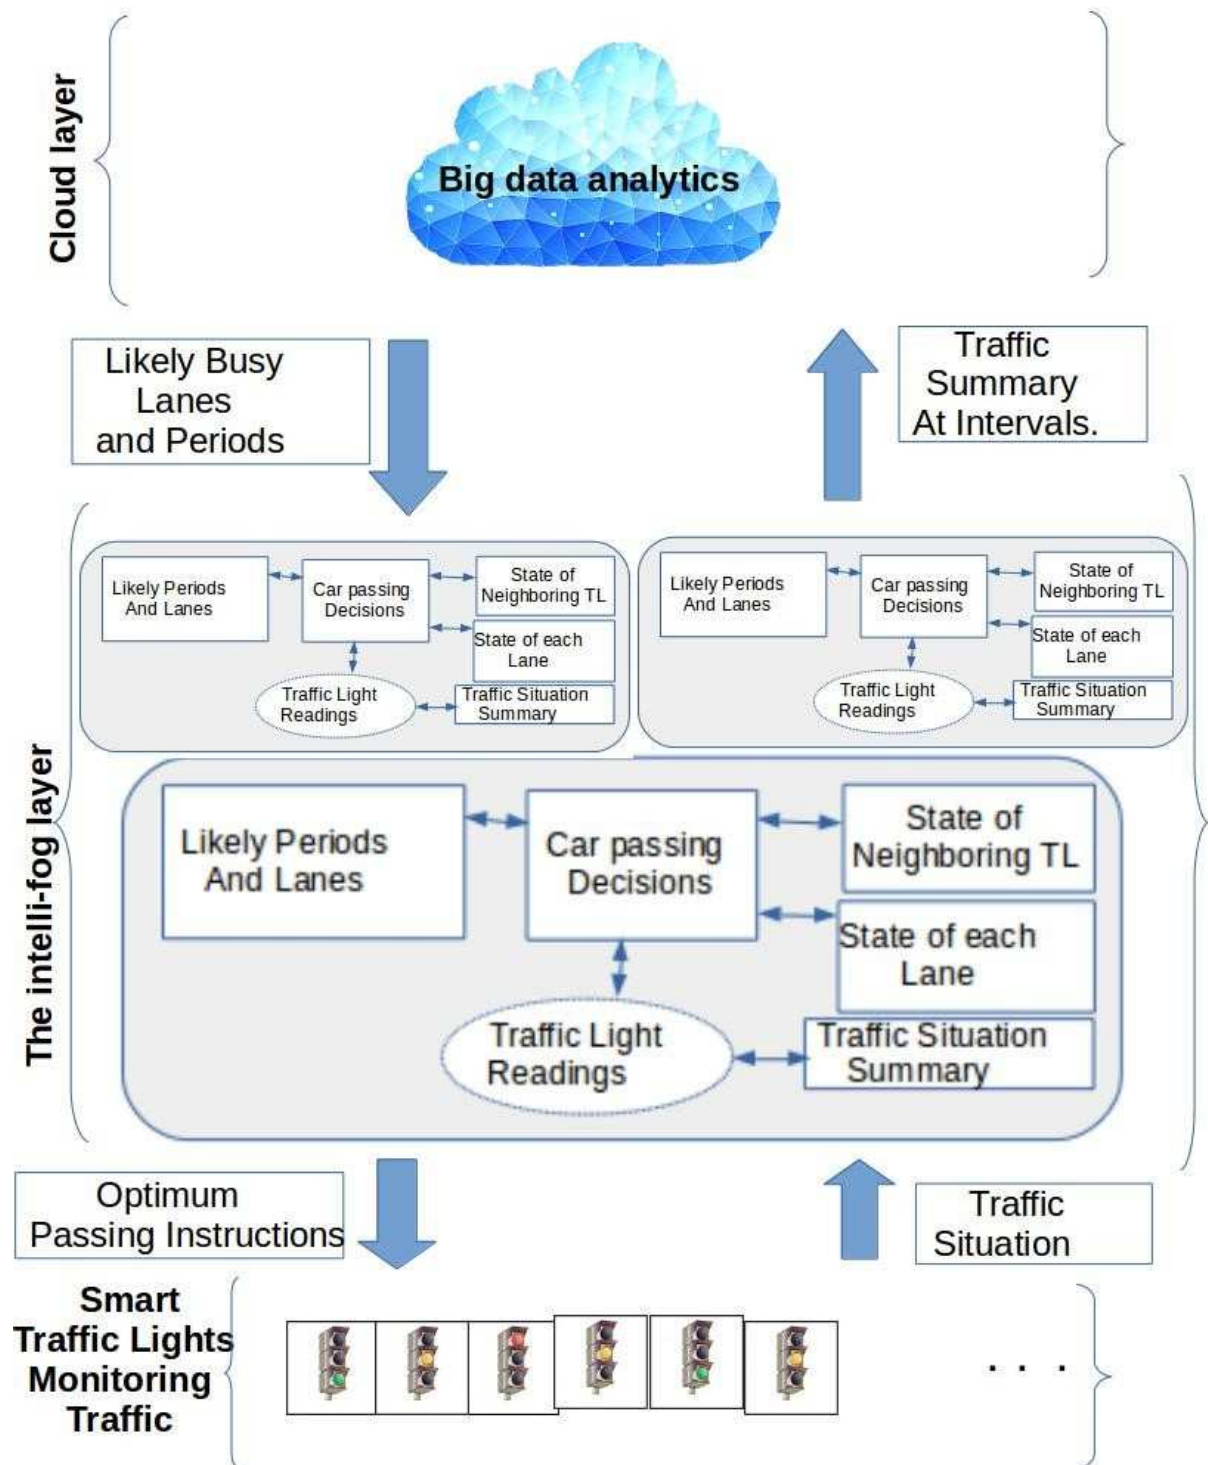 Cloud layer
Big data analytics
Likely Busy
Lanes
and Periods
Traffic
Summary
At Intervals.
The intelli-fog layer
Likely Periods
And Lanes
Car passing
Decisions
State of
Neighboring TL
State of each
Lane
Traffic Light
Readings
Traffic Situation
Summary
Likely Periods
And Lanes
Car passing
Decisions
State of
Neighboring TL
State of each
Lane
Traffic Light
Readings
Traffic Situation
Summary
Likely Periods
And Lanes
Car passing
Decisions
State of
Neighboring TL
State of each
Lane
Traffic Light
Readings
Traffic Situation
Summary
Optimum
Passing Instructions
Traffic
Situation
Smart
Traffic Lights
Monitoring
Traffic
. . .